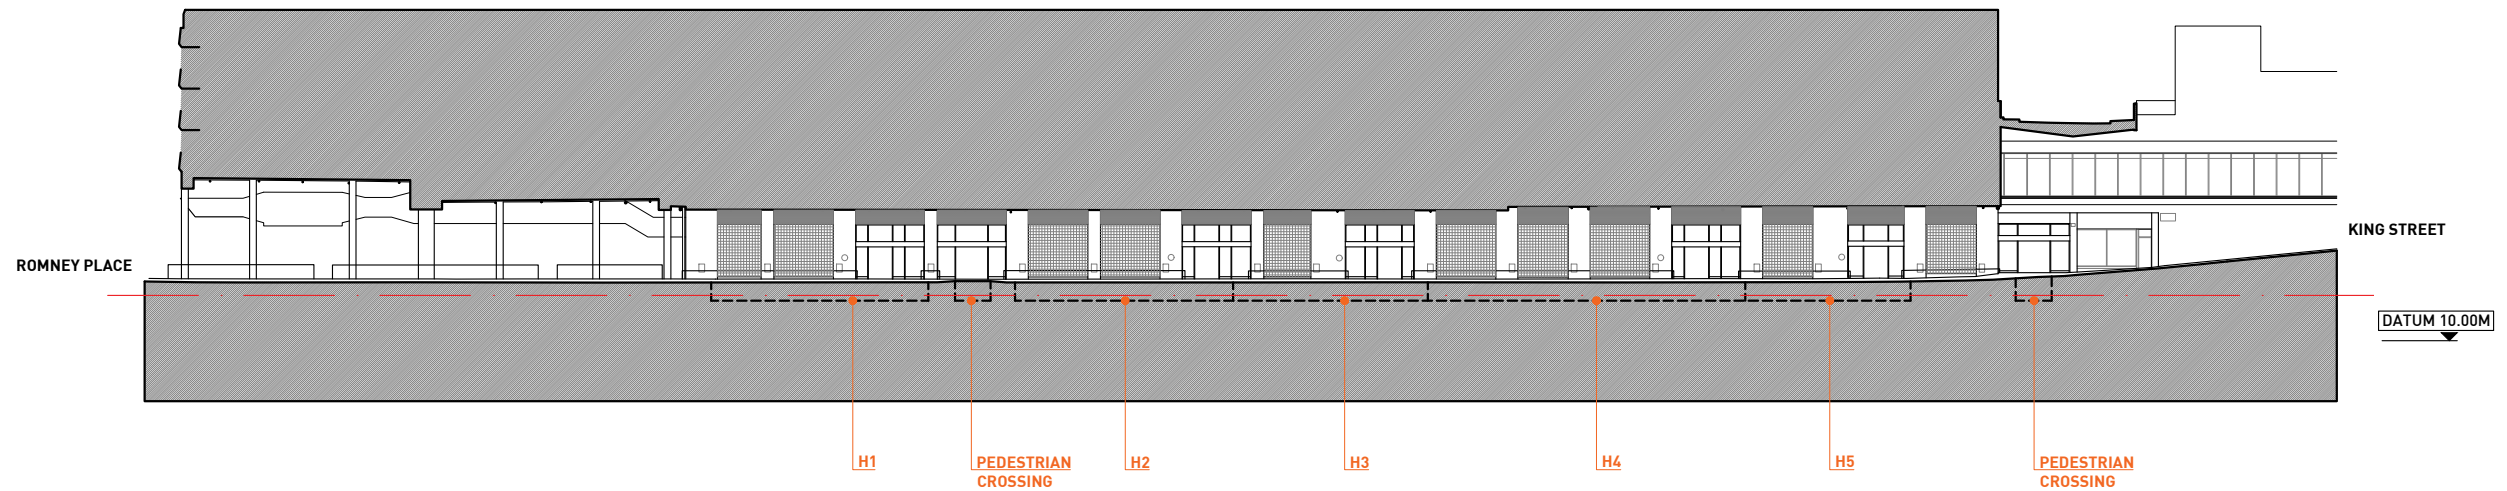 KING STREET
ROMNEY PLACE
DATUM 10.00M
H1
PEDESTRIAN
CROSSING
H2
H3
H4
H5
PEDESTRIAN
CROSSING